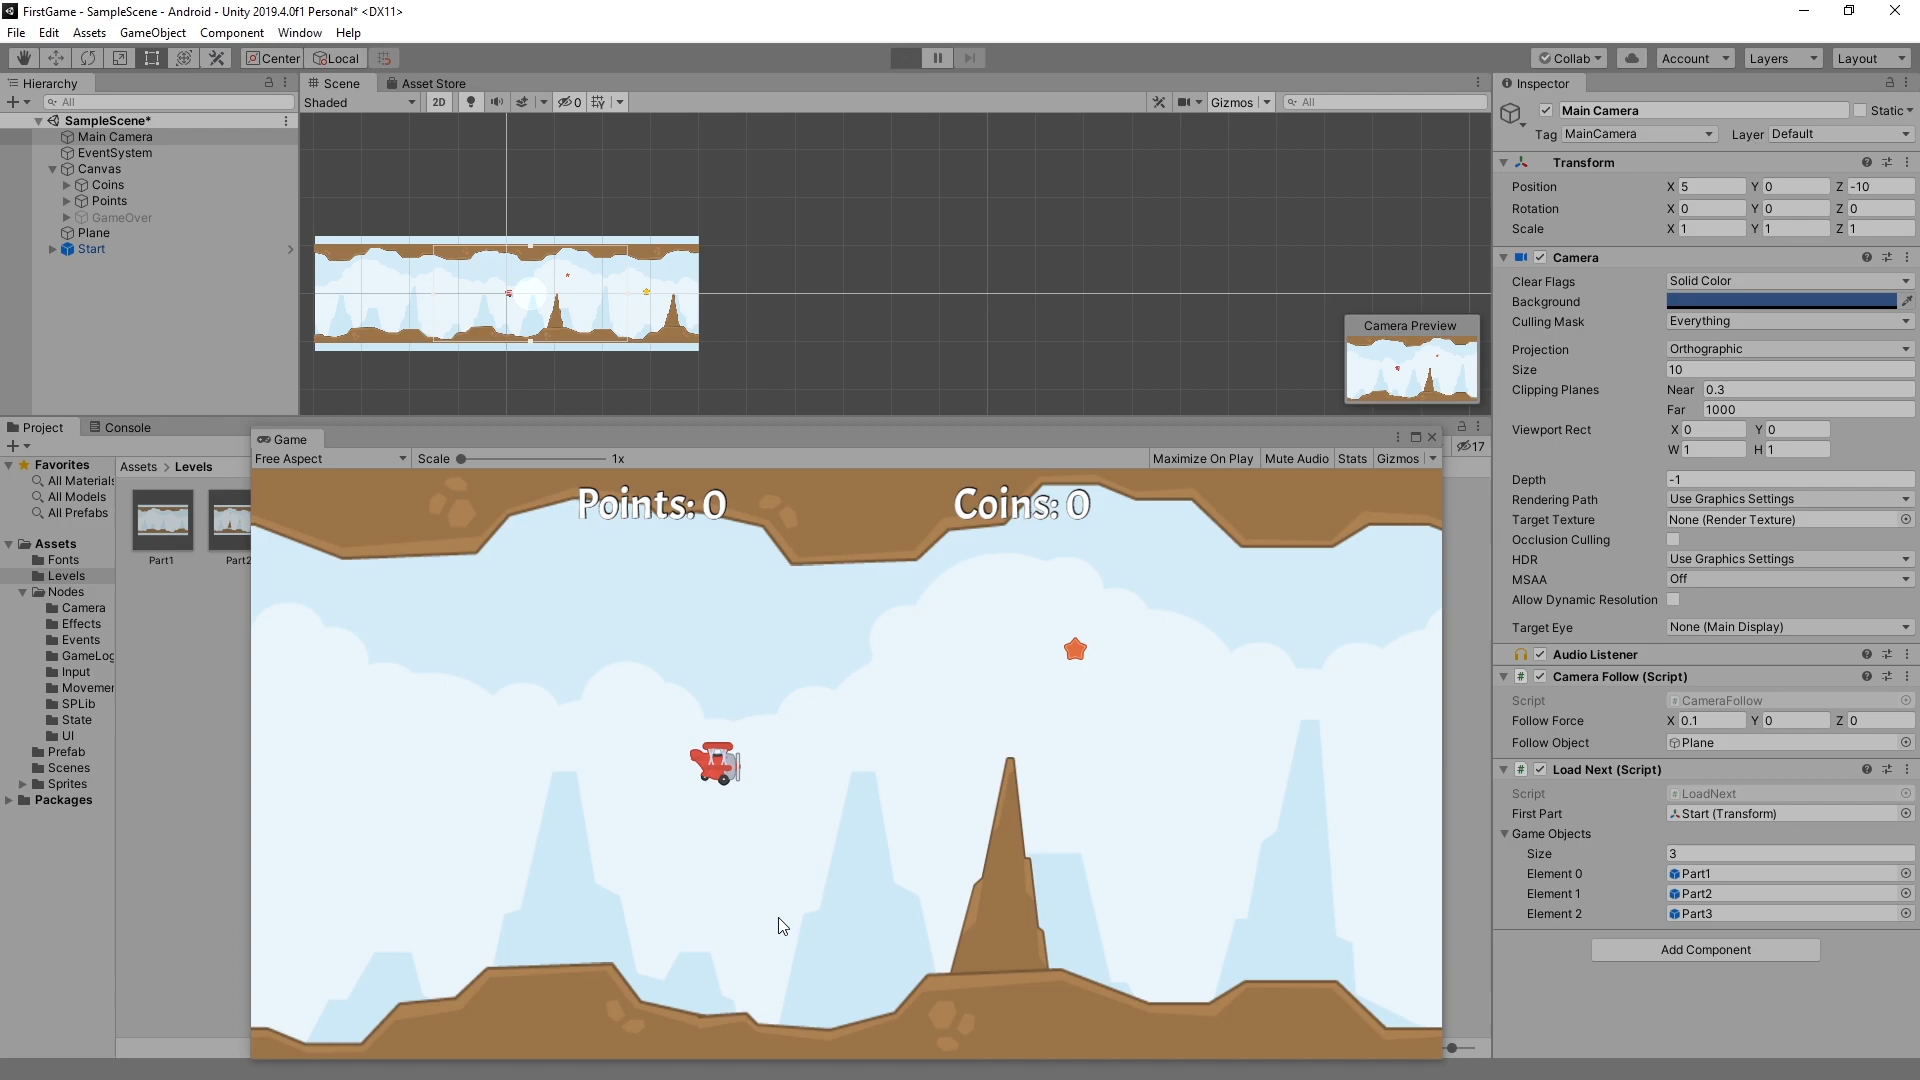 FirstGame - SampleScene - Android - Unity 2019.4.0f1 Personal* <DX11>
File Edit Assets GameObject Component Window Help
Center Local
Collab Account Layers Layout
Hierarchy
All
SampleScene*
Main Camera
EventSystem
Canvas
Coins
Points
GameOver
Plane
Start
Scene Asset Store
Shaded 2D 0 Gizmos All
Camera Preview
Project Console
17
Favorites
All Materials
All Models
All Prefabs
Assets
Fonts
Levels
Nodes
Camera
Effects
Events
GameLog
Input
Movemer
SPLib
State
UI
Prefab
Scenes
Sprites
Packages
Assets > Levels
Part1
Part2
Game
Free Aspect Scale 1x Maximize On Play Mute Audio Stats Gizmos
Points: 0 Coins: 0
Inspector
Main Camera Static
Tag MainCamera Layer Default
Transform
Position X 5 Y 0 Z -10
Rotation X 0 Y 0 Z 0
Scale X 1 Y 1 Z 1
Camera
Clear Flags Solid Color
Background
Culling Mask Everything
Projection Orthographic
Size 10
Clipping Planes Near 0.3
Far 1000
Viewport Rect X 0 Y 0
W 1 H 1
Depth -1
Rendering Path Use Graphics Settings
Target Texture None (Render Texture)
Occlusion Culling
HDR Use Graphics Settings
MSAA Off
Allow Dynamic Resolution
Target Eye None (Main Display)
Audio Listener
# Camera Follow (Script)
Script # CameraFollow
Follow Force X 0.1 Y 0 Z 0
Follow Object Plane
# Load Next (Script)
Script # LoadNext
First Part Start (Transform)
Game Objects
Size 3
Element 0 Part1
Element 1 Part2
Element 2 Part3
Add Component